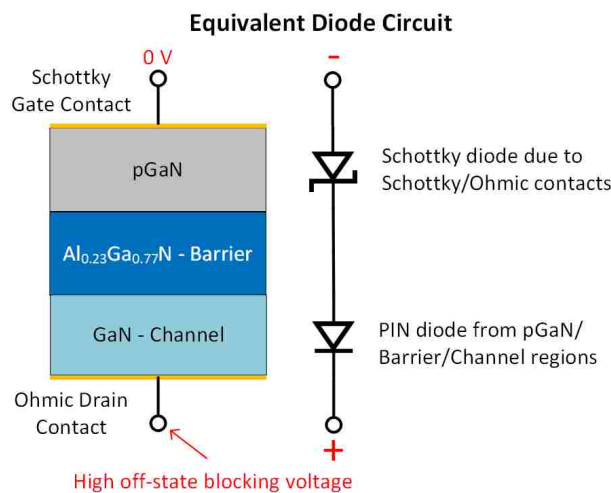 Equivalent Diode Circuit
0 V
-
Schottky
Gate Contact
pGaN
Schottky diode due to
Schottky/Ohmic contacts
Al₀.₂₃Ga₀.₇₇N - Barrier
GaN - Channel
PIN diode from pGaN/
Barrier/Channel regions
Ohmic Drain
Contact
+
High off-state blocking voltage